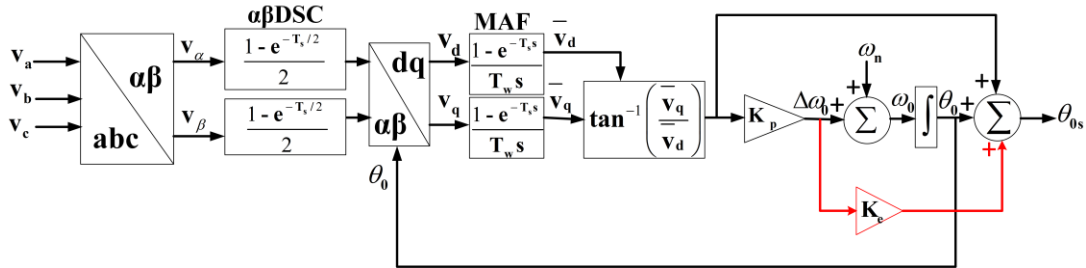 αβDSC
MAF
v_a
v_b
v_c
αβ
abc
v_α
v_β
1 - e^{-T_s/2}
2
1 - e^{-T_s/2}
2
dq
αβ
θ_0
v_d
v_q
1 - e^{-T_s s}
T_w s
1 - e^{-T_s s}
T_w s
v̄_d
v̄_q
tan^{-1} ( v̄_q / v̄_d )
K_p
Δω_0
+
ω_n
+
Σ
ω_0
∫
θ_0
+
+
+
Σ
θ_{0s}
K_e